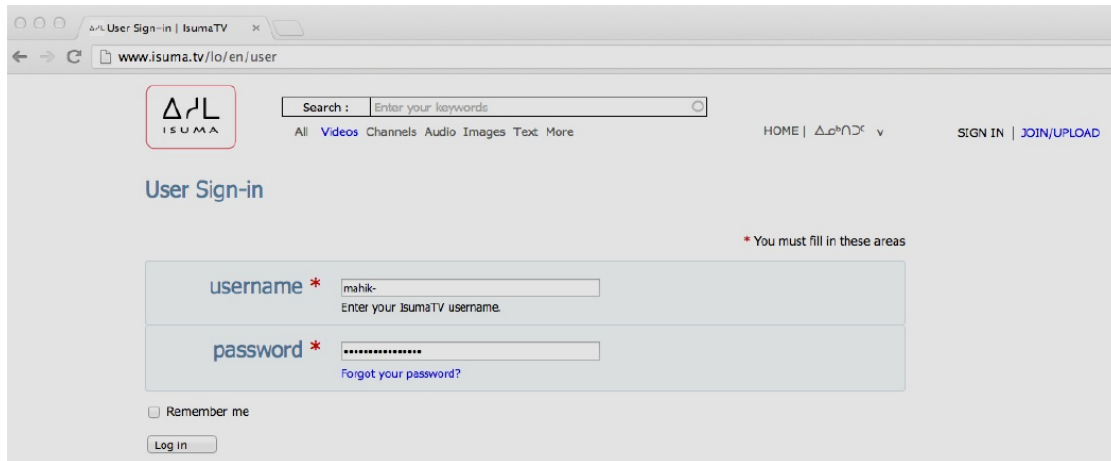 ᐃᓱᒪ User Sign-in | IsumaTV
www.isuma.tv/lo/en/user
ᐃᓱᒪ
ISUMA
Search :
Enter your keywords
All Videos Channels Audio Images Text More
HOME | ᐃᓄᒃᑎᑐᑦ v
SIGN IN | JOIN/UPLOAD
User Sign-in
* You must fill in these areas
username *
mahik-
Enter your IsumaTV username.
password *
••••••••••••••••
Forgot your password?
Remember me
Log in